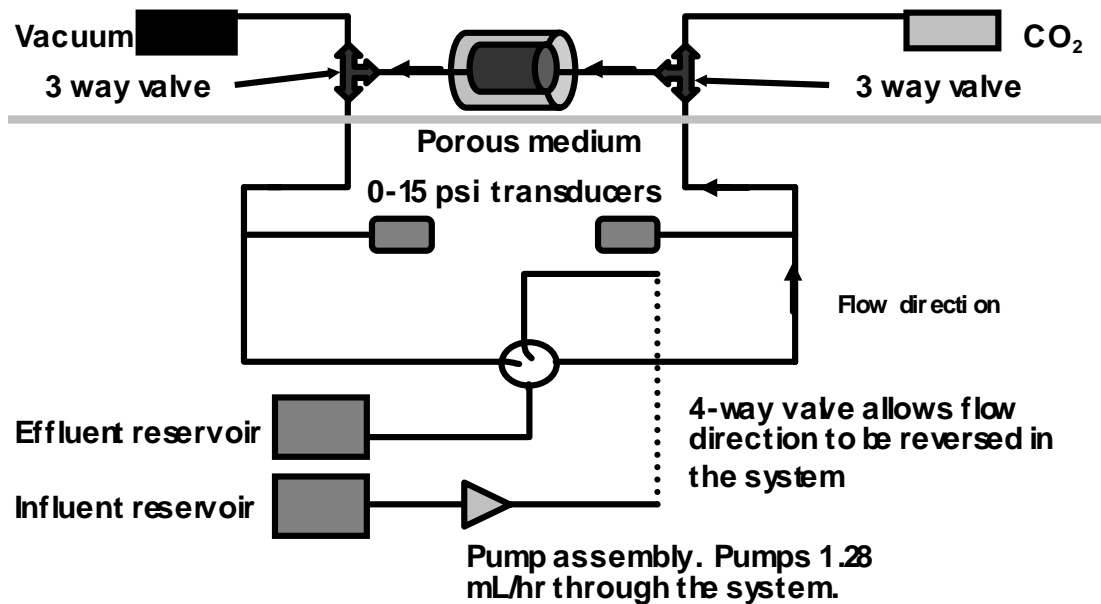 Vacuum
CO₂
3 way valve
3 way valve
Porous medium
0-15 psi transducers
Flow direction
4-way valve allows flow
direction to be reversed in
the system
Effluent reservoir
Influent reservoir
Pump assembly. Pumps 1.28
mL/hr through the system.